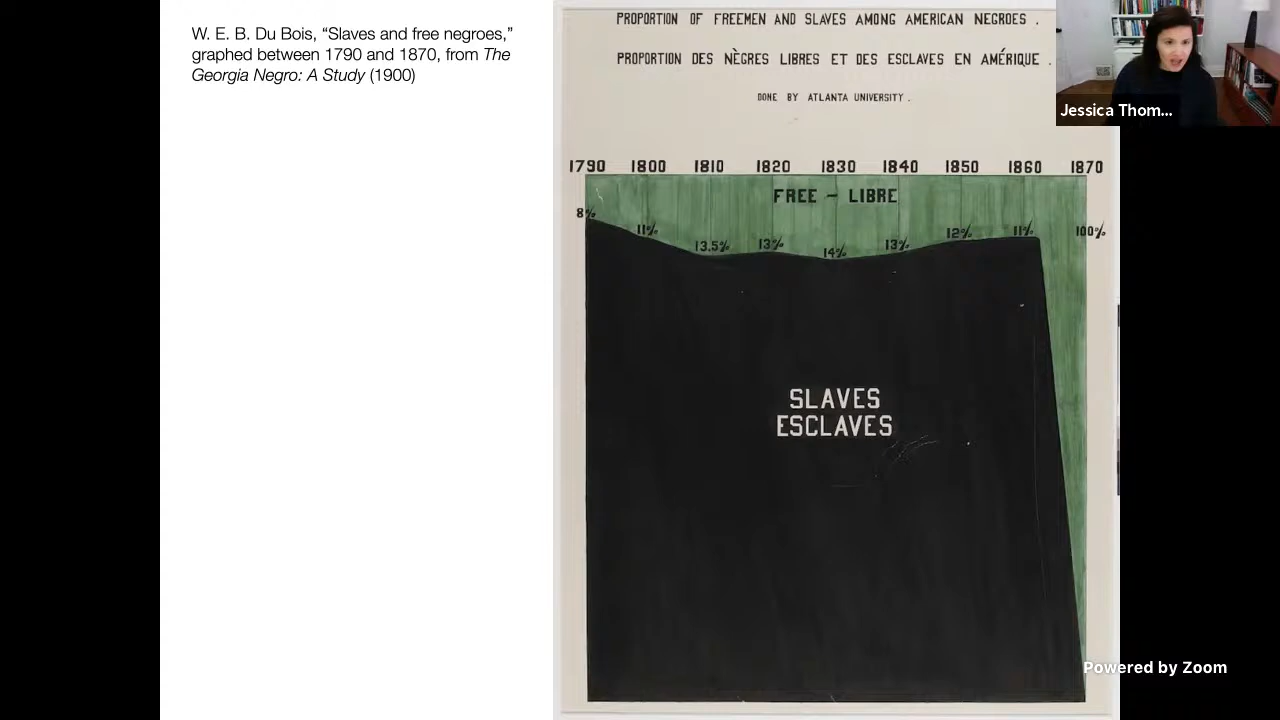 W. E. B. Du Bois, “Slaves and free negroes,”
graphed between 1790 and 1870, from The
Georgia Negro: A Study (1900)
PROPORTION OF FREEMEN AND SLAVES AMONG AMERICAN NEGROES .
PROPORTION DES NÈGRES LIBRES ET DES ESCLAVES EN AMÉRIQUE .
DONE BY ATLANTA UNIVERSITY .
Jessica Thom...
1790 1800 1810 1820 1830 1840 1850 1860 1870
FREE – LIBRE
8% 11% 13.5% 13% 14% 13% 12% 11% 100%
SLAVES
ESCLAVES
Powered by Zoom